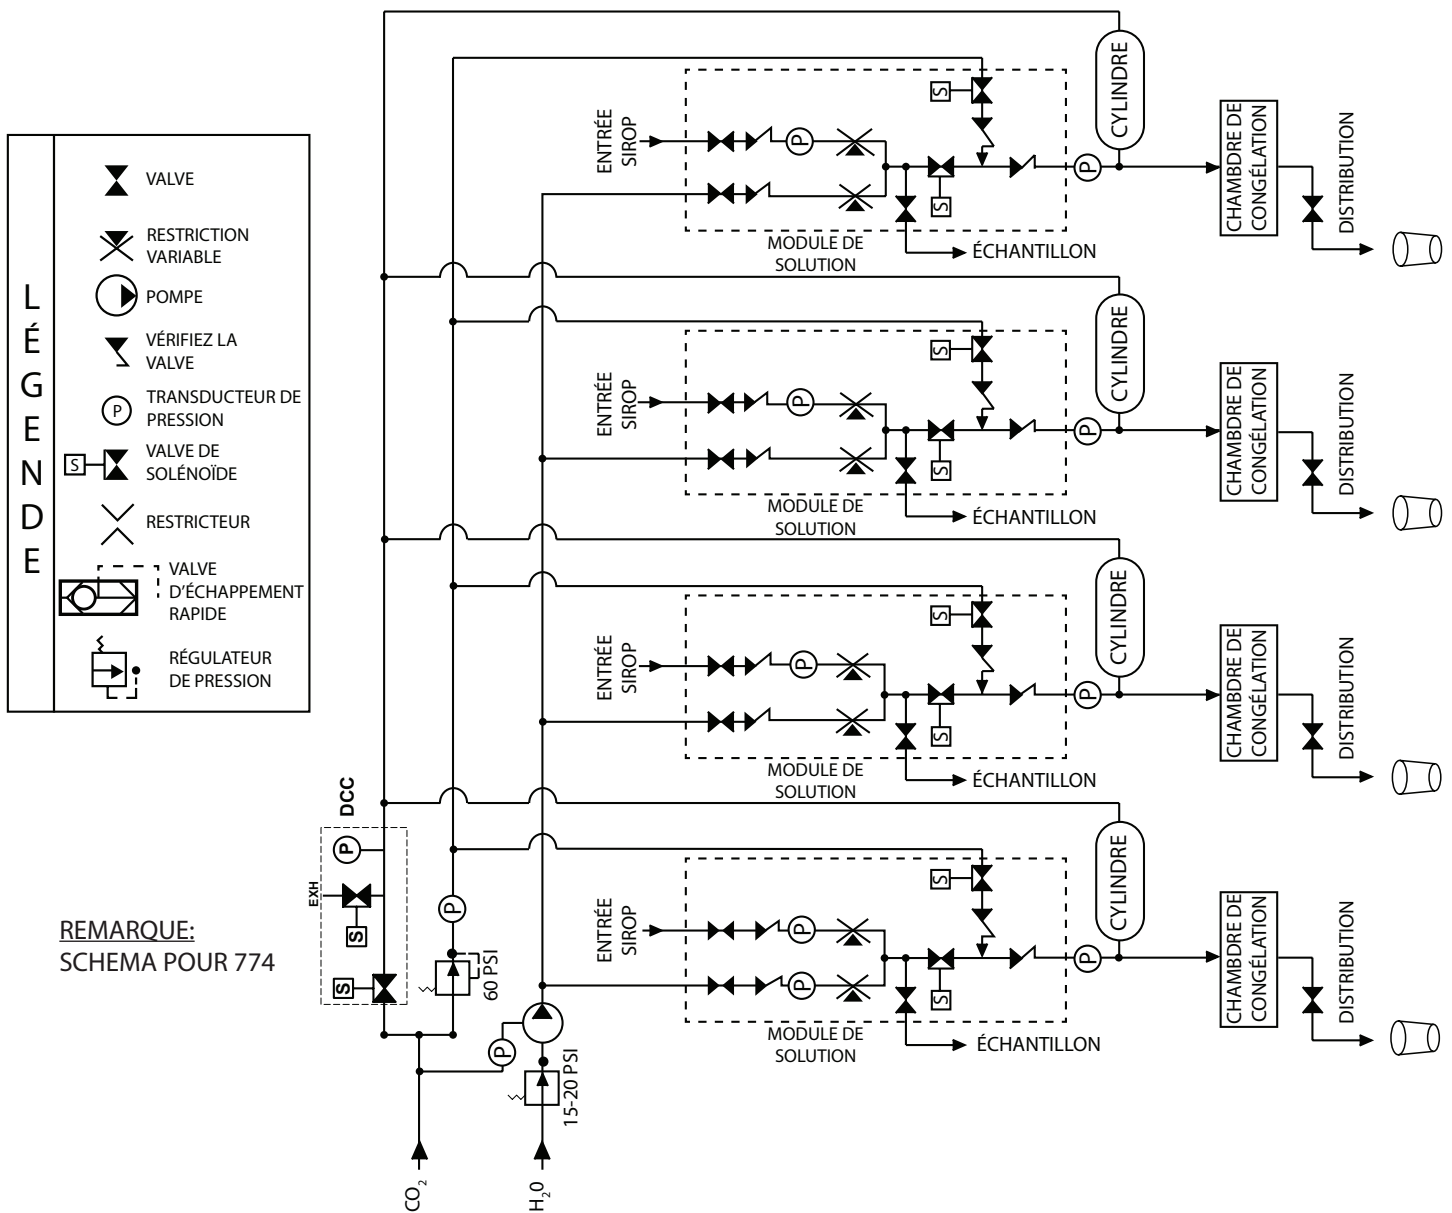 LÉGENDE
VALVE
RESTRICTION
VARIABLE
POMPE
VÉRIFIEZ LA
VALVE
P
TRANSDUCTEUR DE
PRESSION
S
VALVE DE
SOLÉNOÏDE
RESTRICTEUR
VALVE
D'ÉCHAPPEMENT
RAPIDE
RÉGULATEUR
DE PRESSION
REMARQUE:
SCHEMA POUR 774
DCC
P
EXH
S
S
P
60 PSI
P
15-20 PSI
CO2
H20
ENTRÉE
SIROP
P
S
S
MODULE DE
SOLUTION
ÉCHANTILLON
P
CYLINDRE
CHAMBDRE DE
CONGÉLATION
DISTRIBUTION
ENTRÉE
SIROP
P
S
S
MODULE DE
SOLUTION
ÉCHANTILLON
P
CYLINDRE
CHAMBDRE DE
CONGÉLATION
DISTRIBUTION
ENTRÉE
SIROP
P
S
S
MODULE DE
SOLUTION
ÉCHANTILLON
P
CYLINDRE
CHAMBDRE DE
CONGÉLATION
DISTRIBUTION
ENTRÉE
SIROP
P
P
S
S
MODULE DE
SOLUTION
ÉCHANTILLON
P
CYLINDRE
CHAMBDRE DE
CONGÉLATION
DISTRIBUTION